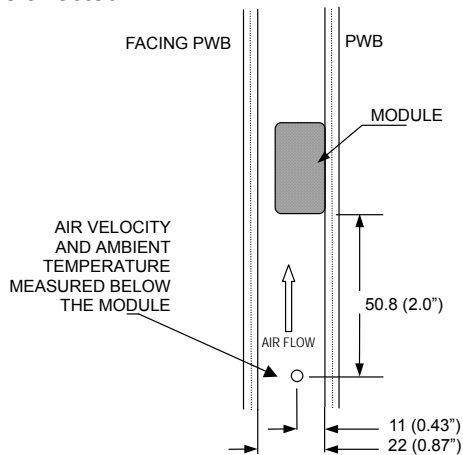 FACING PWB
PWB
MODULE
AIR VELOCITY
AND AMBIENT
TEMPERATURE
MEASURED BELOW
THE MODULE
50.8 (2.0”)
AIR FLOW
11 (0.43”)
22 (0.87”)